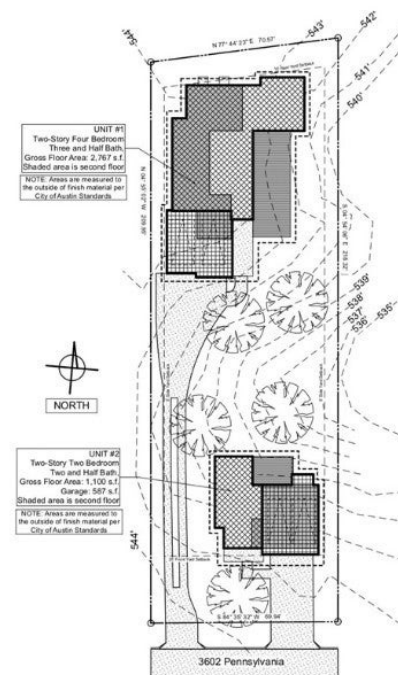 544'
N 77° 44' 23" E 70.57'
543'
542'
541'
540'
UNIT #1
Two-Story Four Bedroom
Three and Half Bath.
Gross Floor Area: 2,767 s.f.
Shaded area is second floor
NOTE: Areas are measured to
the outside of finish material per
City of Austin Standards
539'
538'
537'
536'
535'
NORTH
UNIT #2
Two-Story Two Bedroom
Two and Half Bath.
Gross Floor Area: 1,100 s.f.
Garage: 567 s.f.
Shaded area is second floor
NOTE: Areas are measured to
the outside of finish material per
City of Austin Standards
544'
3602 Pennsylvania